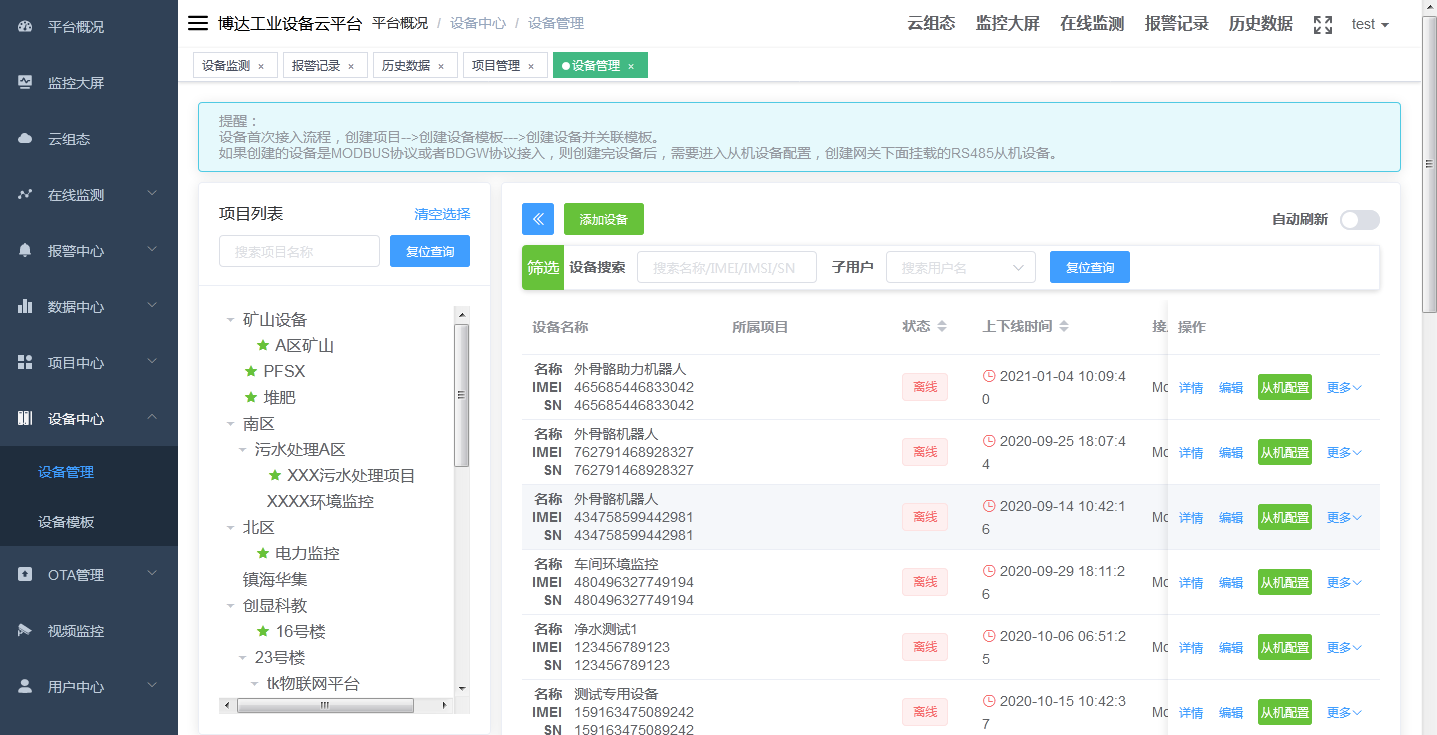 平台概况
监控大屏
云组态
在线监测
报警中心
数据中心
项目中心
设备中心
设备管理
设备模板
OTA管理
视频监控
用户中心
博达工业设备云平台 平台概况 / 设备中心 / 设备管理
云组态 监控大屏 在线监测 报警记录 历史数据 test
设备监测 × 报警记录 × 历史数据 × 项目管理 × 设备管理 ×
提醒：
设备首次接入流程，创建项目-->创建设备模板--->创建设备并关联模板。
如果创建的设备是MODBUS协议或者BDGW协议接入，则创建完设备后，需要进入从机设备配置，创建网关下面挂载的RS485从机设备。
项目列表 清空选择
搜索项目名称 复位查询
矿山设备
A区矿山
PFSX
堆肥
南区
污水处理A区
XXX污水处理项目
XXXX环境监控
北区
电力监控
镇海华集
创显科教
16号楼
23号楼
tk物联网平台
添加设备 自动刷新
筛选 设备搜索 搜索名称/IMEI/IMSI/SN 子用户 搜索用户名 复位查询
设备名称 所属项目 状态 上下线时间 接 操作
名称 外骨骼助力机器人
IMEI 465685446833042
SN 465685446833042
离线
2021-01-04 10:09:4
0
Mo
详情 编辑 从机配置 更多
名称 外骨骼机器人
IMEI 762791468928327
SN 762791468928327
离线
2020-09-25 18:07:4
4
Mo
详情 编辑 从机配置 更多
名称 外骨骼机器人
IMEI 434758599442981
SN 434758599442981
离线
2020-09-14 10:42:1
6
Mo
详情 编辑 从机配置 更多
名称 车间环境监控
IMEI 480496327749194
SN 480496327749194
离线
2020-09-29 18:11:2
6
Mo
详情 编辑 从机配置 更多
名称 净水测试1
IMEI 123456789123
SN 123456789123
离线
2020-10-06 06:51:2
5
Mo
详情 编辑 从机配置 更多
名称 测试专用设备
IMEI 159163475089242
SN 159163475089242
离线
2020-10-15 10:42:3
7
Mo
详情 编辑 从机配置 更多